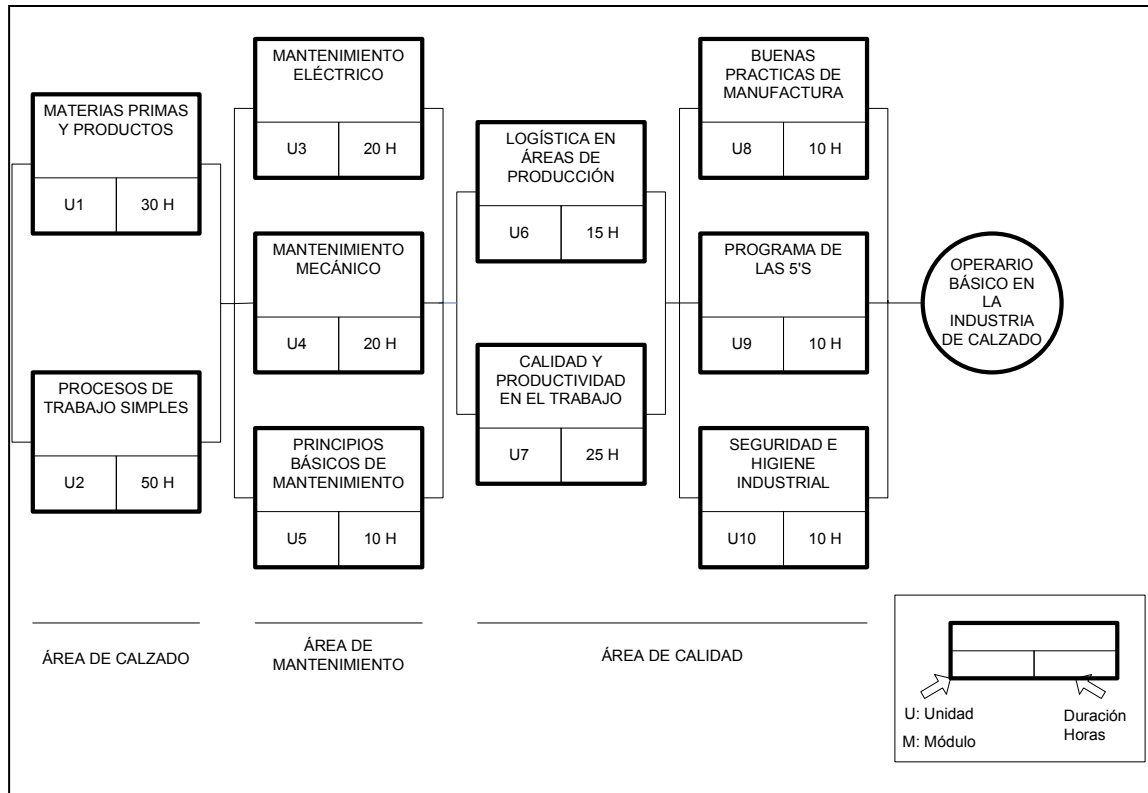 MATERIAS PRIMAS
Y PRODUCTOS
U1 30 H
PROCESOS DE
TRABAJO SIMPLES
U2 50 H
MANTENIMIENTO
ELÉCTRICO
U3 20 H
MANTENIMIENTO
MECÁNICO
U4 20 H
PRINCIPIOS
BÁSICOS DE
MANTENIMIENTO
U5 10 H
LOGÍSTICA EN
ÁREAS DE
PRODUCCIÓN
U6 15 H
CALIDAD Y
PRODUCTIVIDAD
EN EL TRABAJO
U7 25 H
BUENAS
PRACTICAS DE
MANUFACTURA
U8 10 H
PROGRAMA DE
LAS 5'S
U9 10 H
SEGURIDAD E
HIGIENE
INDUSTRIAL
U10 10 H
OPERARIO
BÁSICO EN
LA
INDUSTRIA
DE CALZADO
ÁREA DE CALZADO
ÁREA DE
MANTENIMIENTO
ÁREA DE CALIDAD
U: Unidad
M: Módulo
Duración
Horas